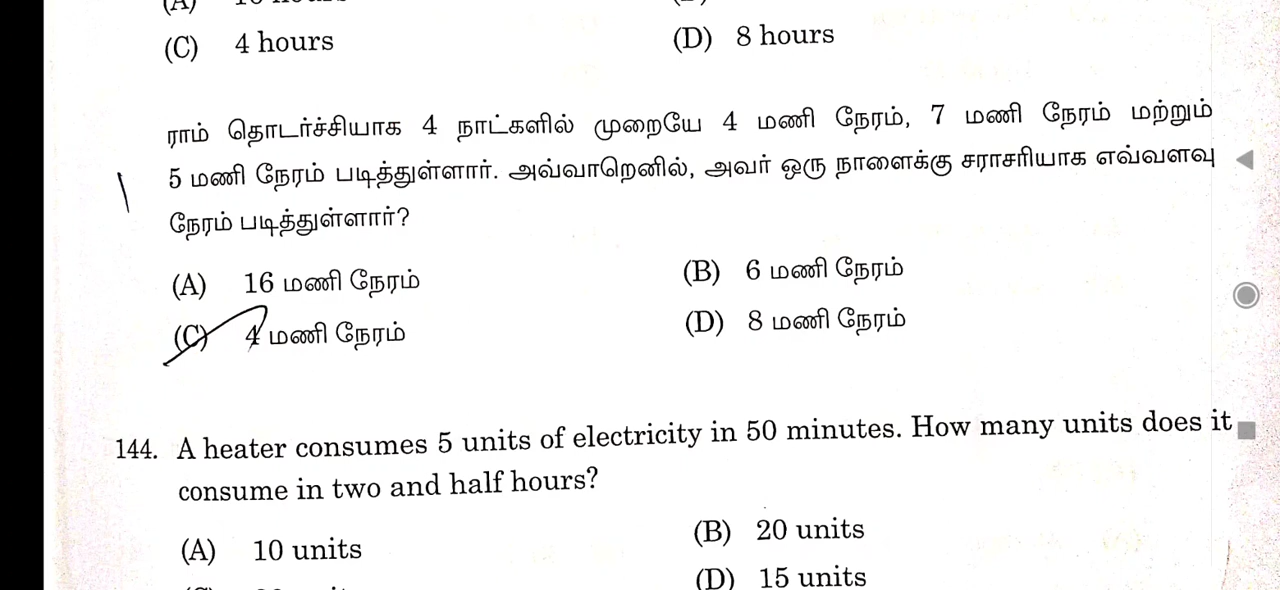 (A)
(C) 4 hours (D) 8 hours
ராம் தொடர்ச்சியாக 4 நாட்களில் முறையே 4 மணி நேரம், 7 மணி நேரம் மற்றும்
5 மணி நேரம் படித்துள்ளார். அவ்வாறெனில், அவர் ஒரு நாளைக்கு சராசரியாக எவ்வளவு
நேரம் படித்துள்ளார்?
(A) 16 மணி நேரம் (B) 6 மணி நேரம்
(C) 4 மணி நேரம் (D) 8 மணி நேரம்
144. A heater consumes 5 units of electricity in 50 minutes. How many units does it
consume in two and half hours?
(A) 10 units (B) 20 units
(D) 15 units